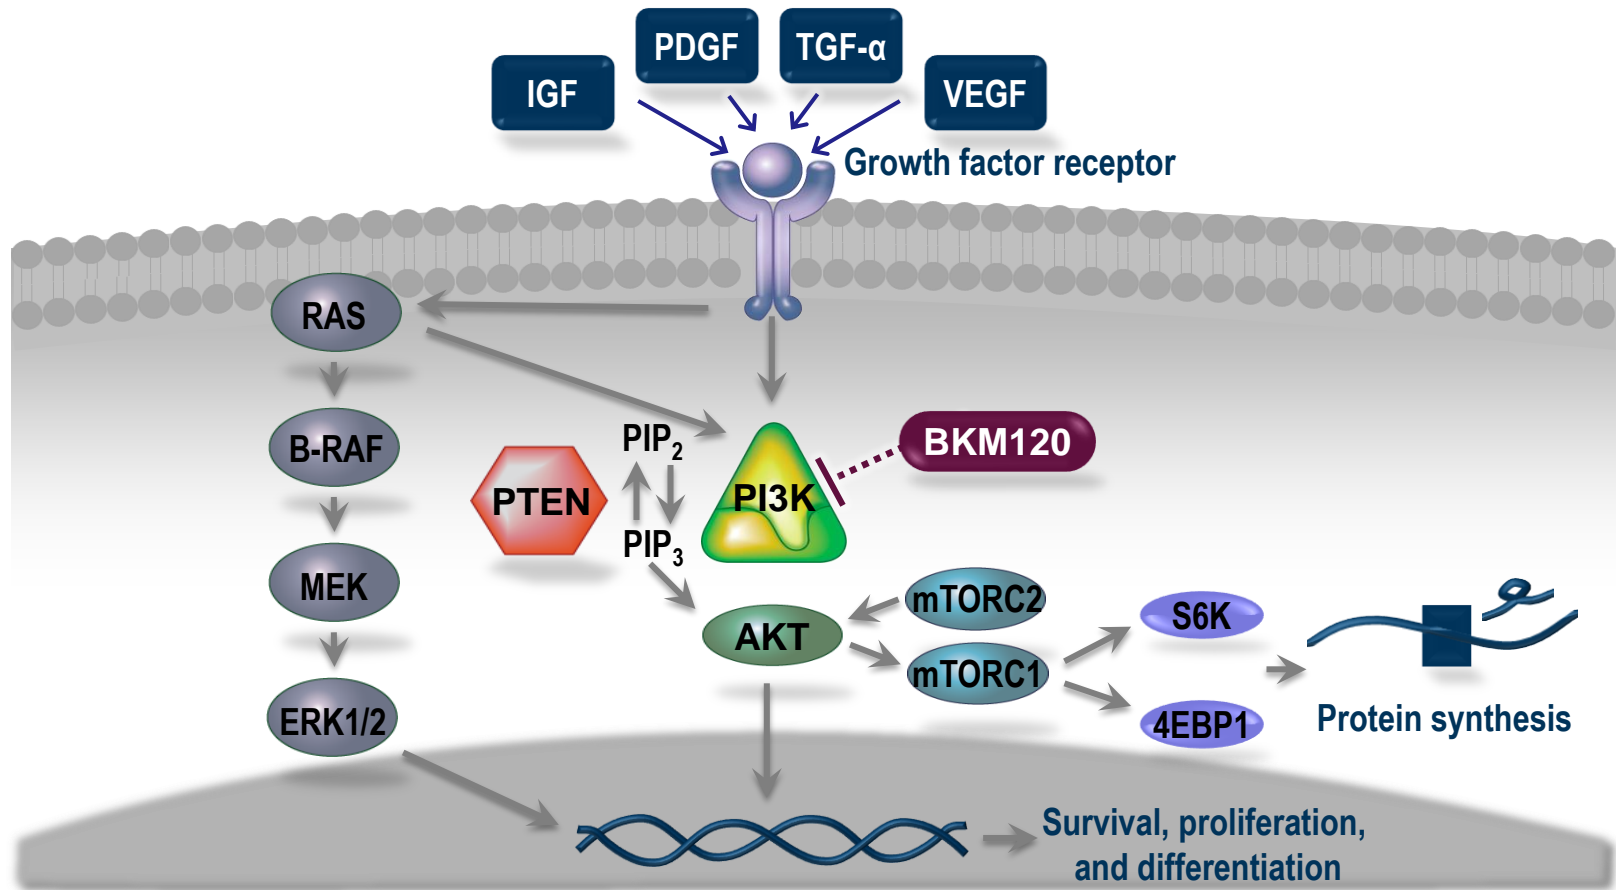 PDGF
TGF-α
IGF
VEGF
Growth factor receptor
RAS
B-RAF
PIP2
BKM120
PTEN
PI3K
PIP3
MEK
mTORC2
AKT
S6K
mTORC1
ERK1/2
4EBP1
Protein synthesis
Survival, proliferation,
and differentiation